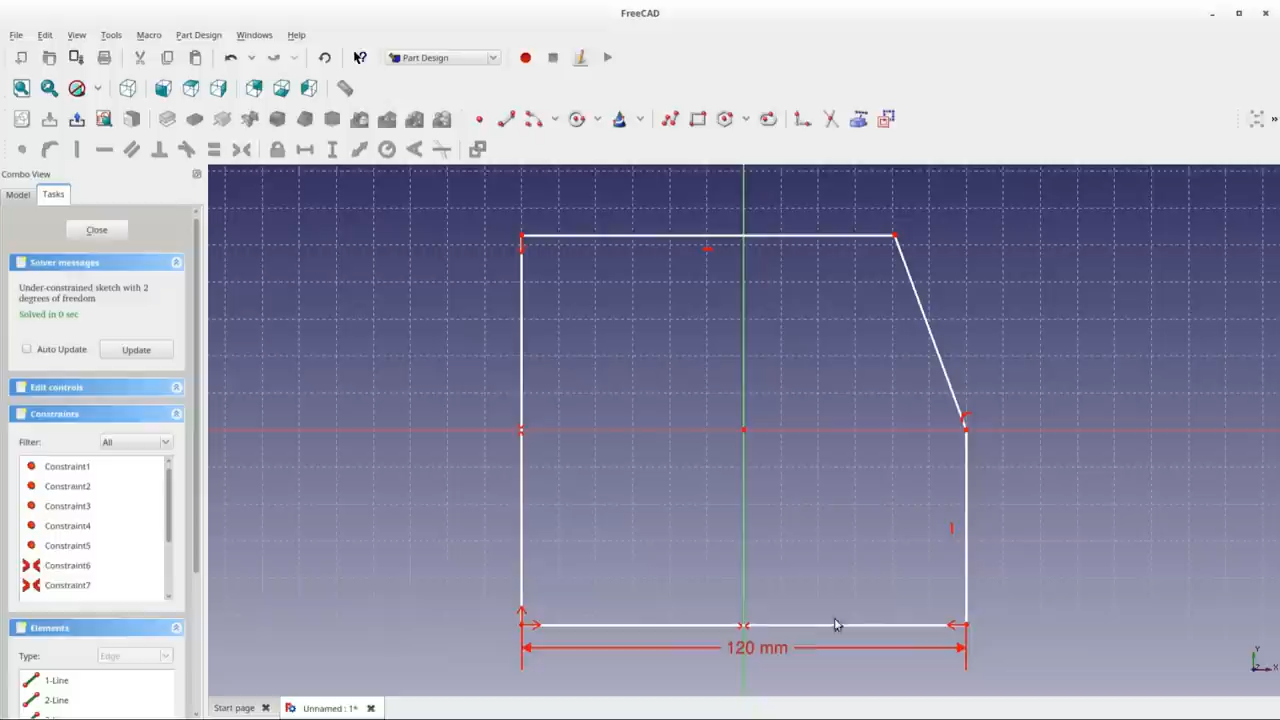 FreeCAD
File Edit View Tools Macro Part Design Windows Help
Part Design
Combo View
Model Tasks
Close
Solver messages
Under-constrained sketch with 2
degrees of freedom
Solved in 0 sec
Auto Update Update
Edit controls
Constraints
Filter: All
Constraint1
Constraint2
Constraint3
Constraint4
Constraint5
Constraint6
Constraint7
Elements
Type: Edge
1-Line
2-Line
120 mm
Y
X
Start page Unnamed : 1*